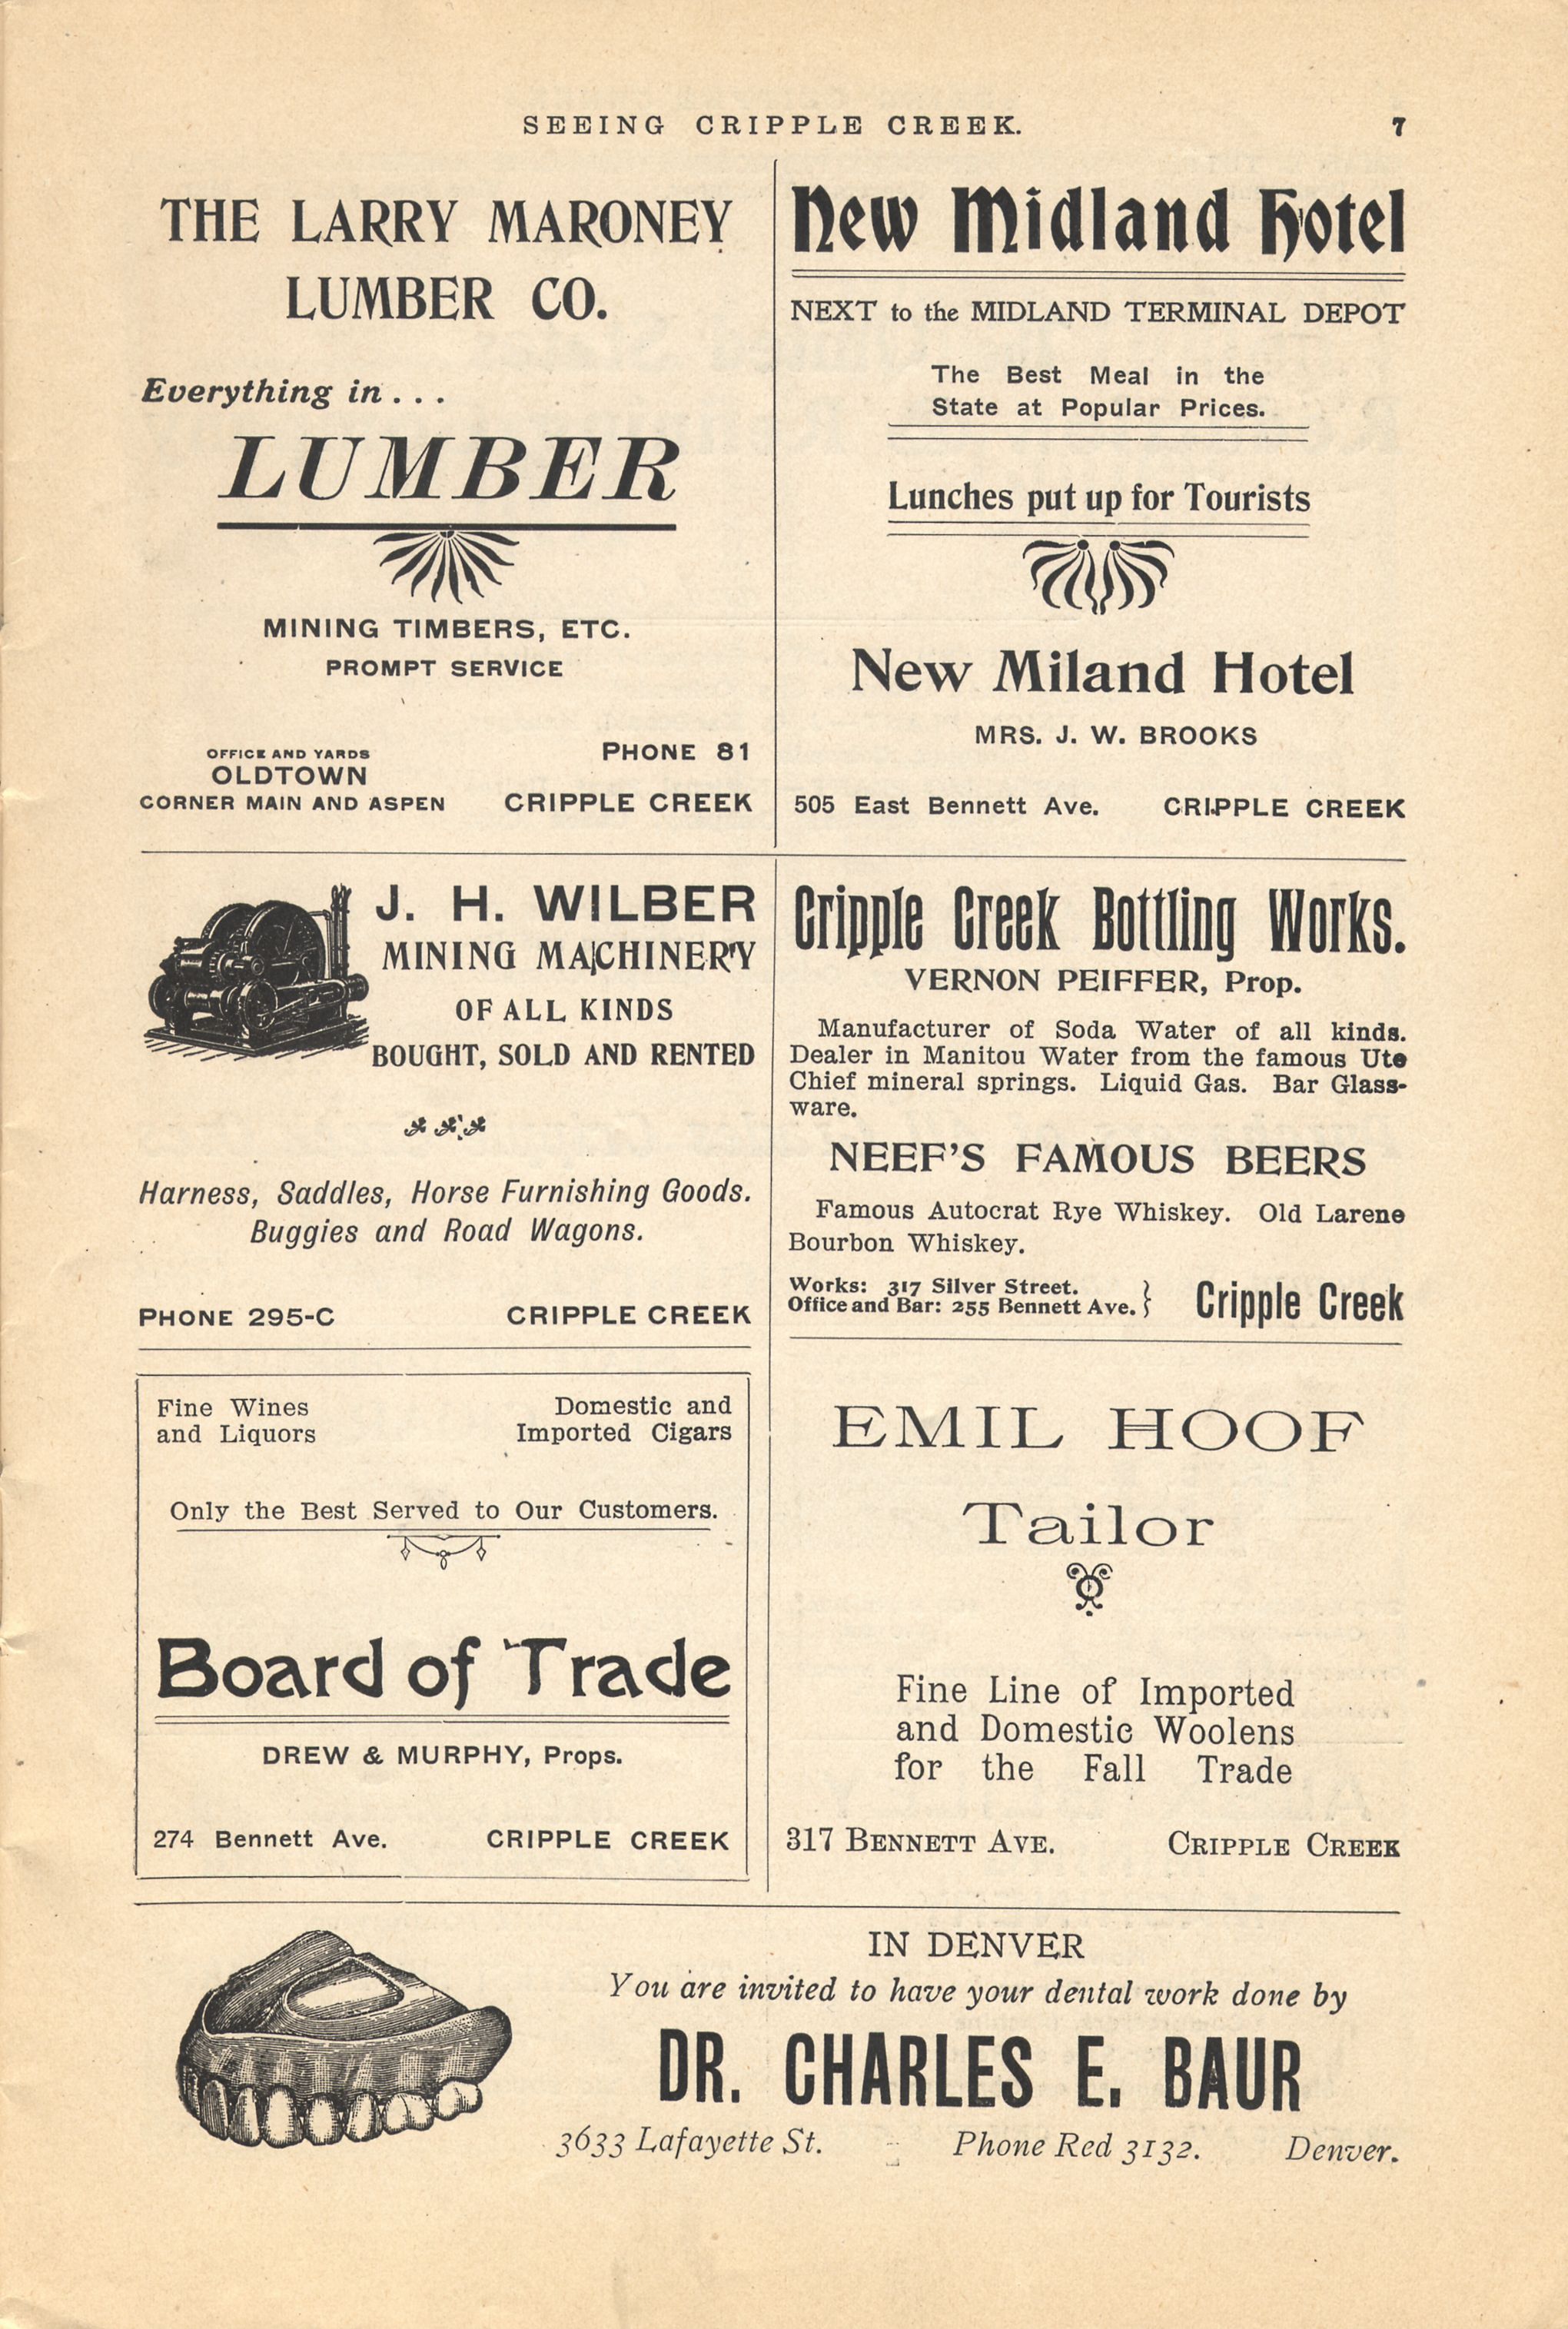 SEEING CRIPPLE CREEK.
7
THE LARRY MARONEY
LUMBER CO.
Everything in . . .
LUMBER
MINING TIMBERS, ETC.
PROMPT SERVICE
OFFICE AND YARDS
OLDTOWN
CORNER MAIN AND ASPEN
PHONE 81
CRIPPLE CREEK
New Midland Hotel
NEXT to the MIDLAND TERMINAL DEPOT
The Best Meal in the
State at Popular Prices.
Lunches put up for Tourists
New Miland Hotel
MRS. J. W. BROOKS
505 East Bennett Ave. CRIPPLE CREEK
J. H. WILBER
MINING MACHINERY
OF ALL KINDS
BOUGHT, SOLD AND RENTED
Harness, Saddles, Horse Furnishing Goods.
Buggies and Road Wagons.
PHONE 295-C CRIPPLE CREEK
Cripple Creek Bottling Works.
VERNON PEIFFER, Prop.
Manufacturer of Soda Water of all kinds.
Dealer in Manitou Water from the famous Ute
Chief mineral springs. Liquid Gas. Bar Glass-
ware.
NEEF'S FAMOUS BEERS
Famous Autocrat Rye Whiskey. Old Larene
Bourbon Whiskey.
Works: 317 Silver Street.
Office and Bar: 255 Bennett Ave. } Cripple Creek
Fine Wines
and Liquors
Domestic and
Imported Cigars
Only the Best Served to Our Customers.
Board of Trade
DREW & MURPHY, Props.
274 Bennett Ave. CRIPPLE CREEK
EMIL HOOF
Tailor
Fine Line of Imported
and Domestic Woolens
for the Fall Trade
317 BENNETT AVE. CRIPPLE CREEK
IN DENVER
You are invited to have your dental work done by
DR. CHARLES E. BAUR
3633 Lafayette St. Phone Red 3132. Denver.